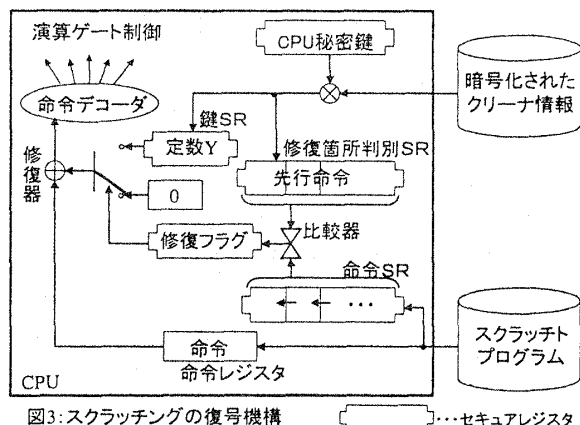 演算ゲート制御
CPU秘密鍵
暗号化された
クリーナ情報
命令デコーダ
鍵SR
定数Y
修復箇所判別SR
先行命令
修復器
0
比較器
修復フラグ
命令SR
・・・
スクラッチト
プログラム
命令
命令レジスタ
CPU
図3:スクラッチングの復号機構
・・・セキュアレジスタ